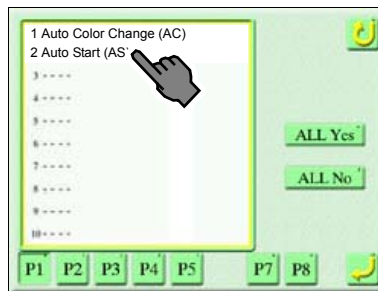 1 Auto Color Change (AC)
2 Auto Start (AS)
3 - - - -
4 - - - -
5 - - - -
6 - - - -
7 - - - -
8 - - - -
9 - - - -
10 - - - -
ALL Yes
ALL No
P1 P2 P3 P4 P5 P7 P8